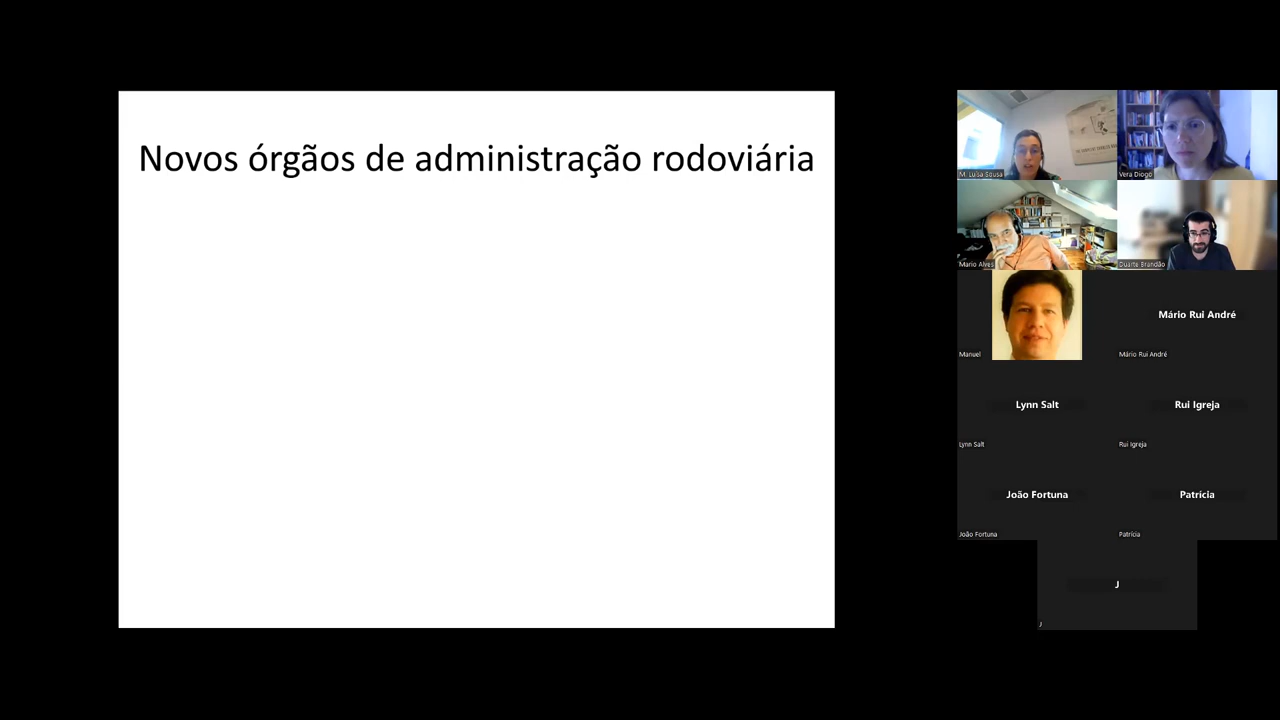 Novos órgãos de administração rodoviária
M. Luísa Sousa
Vera Diogo
Mario Alves
Duarte Brandão
Manuel
Mário Rui André
Mário Rui André
Lynn Salt
Lynn Salt
Rui Igreja
Rui Igreja
João Fortuna
João Fortuna
Patrícia
Patrícia
J
J